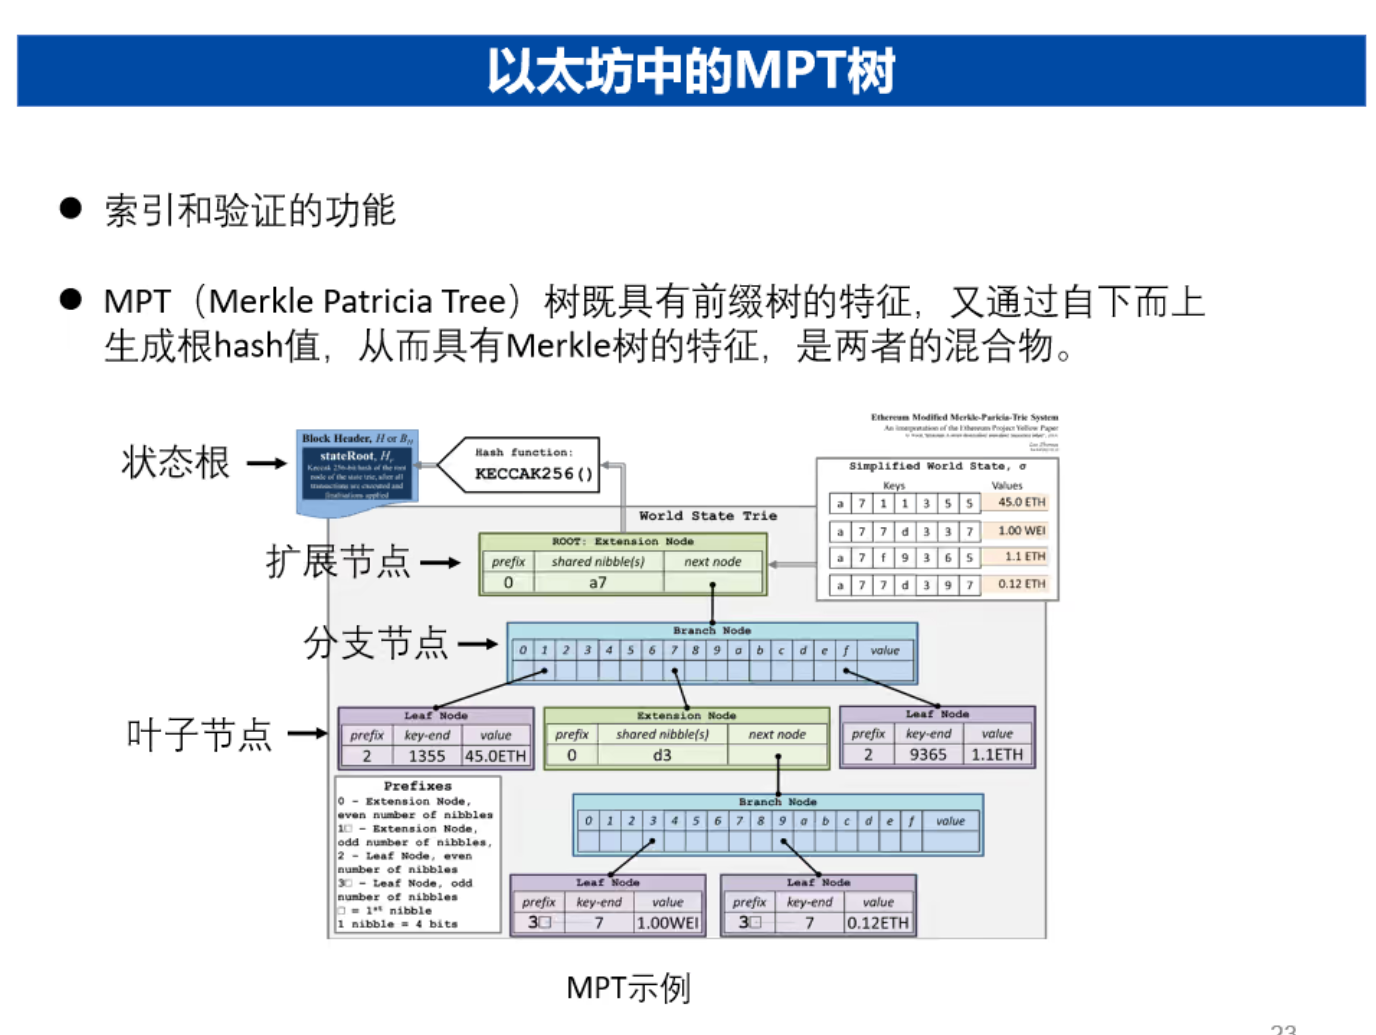 以太坊中的MPT树
● 索引和验证的功能
● MPT（Merkle Patricia Tree）树既具有前缀树的特征，又通过自下而上
生成根hash值，从而具有Merkle树的特征，是两者的混合物。
Ethereum Modified Merkle-Paricia-Trie System
An interpretation of the Ethereum Project Yellow Paper
状态根
Block Header, H or B_H
stateRoot, H_r
Keccak 256-bit hash of the root
node of the state trie, after all
transactions are executed and
finalisations applied
Hash function:
KECCAK256()
Simplified World State, σ
Keys Values
a 7 1 1 3 5 5 45.0 ETH
a 7 7 d 3 3 7 1.00 WEI
a 7 f 9 3 6 5 1.1 ETH
a 7 7 d 3 9 7 0.12 ETH
World State Trie
扩展节点
ROOT: Extension Node
prefix shared nibble(s) next node
0 a7
分支节点
Branch Node
0 1 2 3 4 5 6 7 8 9 a b c d e f value
叶子节点
Leaf Node
prefix key-end value
2 1355 45.0ETH
Extension Node
prefix shared nibble(s) next node
0 d3
Leaf Node
prefix key-end value
2 9365 1.1ETH
Prefixes
0 - Extension Node,
even number of nibbles
1□ - Extension Node,
odd number of nibbles,
2 - Leaf Node, even
number of nibbles
3□ - Leaf Node, odd
number of nibbles
□ = 1st nibble
1 nibble = 4 bits
Branch Node
0 1 2 3 4 5 6 7 8 9 a b c d e f value
Leaf Node
prefix key-end value
3□ 7 1.00WEI
Leaf Node
prefix key-end value
3□ 7 0.12ETH
MPT示例
23